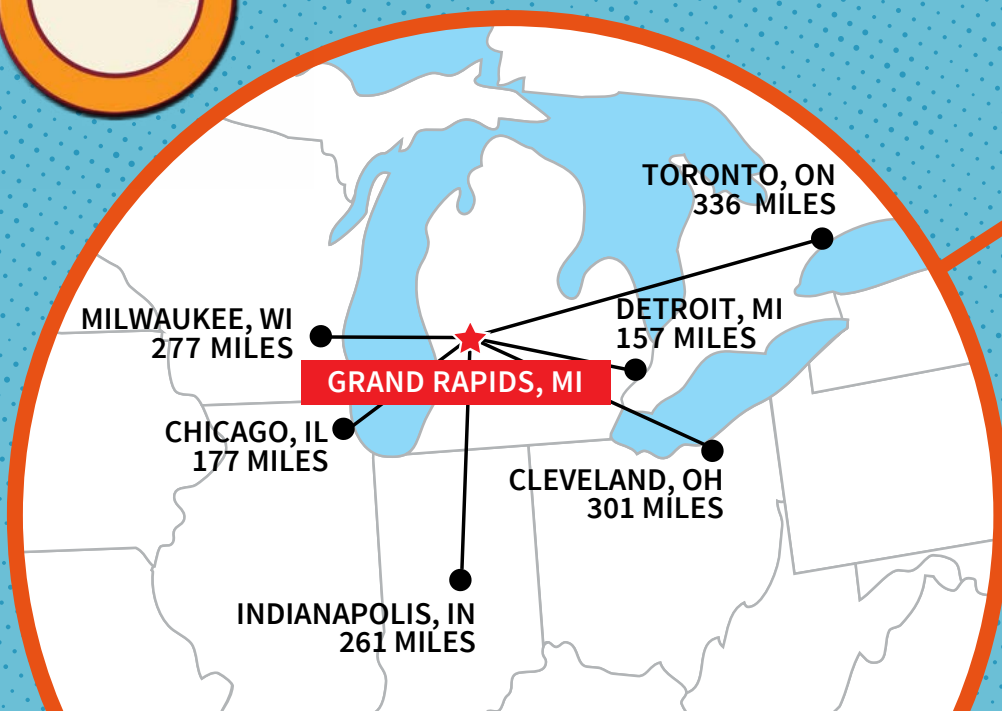 TORONTO, ON
336 MILES
MILWAUKEE, WI
277 MILES
DETROIT, MI
157 MILES
GRAND RAPIDS, MI
CHICAGO, IL
177 MILES
CLEVELAND, OH
301 MILES
INDIANAPOLIS, IN
261 MILES